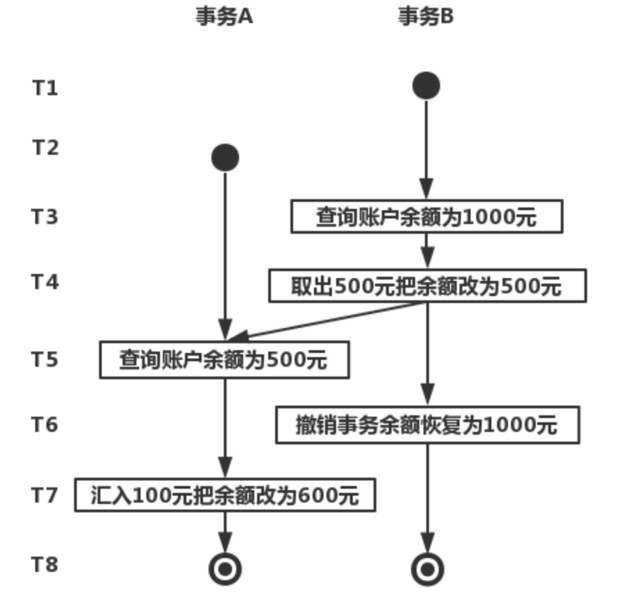 事务A 事务B
T1
T2
T3 查询账户余额为1000元
T4 取出500元把余额改为500元
T5 查询账户余额为500元
T6 撤销事务余额恢复为1000元
T7 汇入100元把余额改为600元
T8